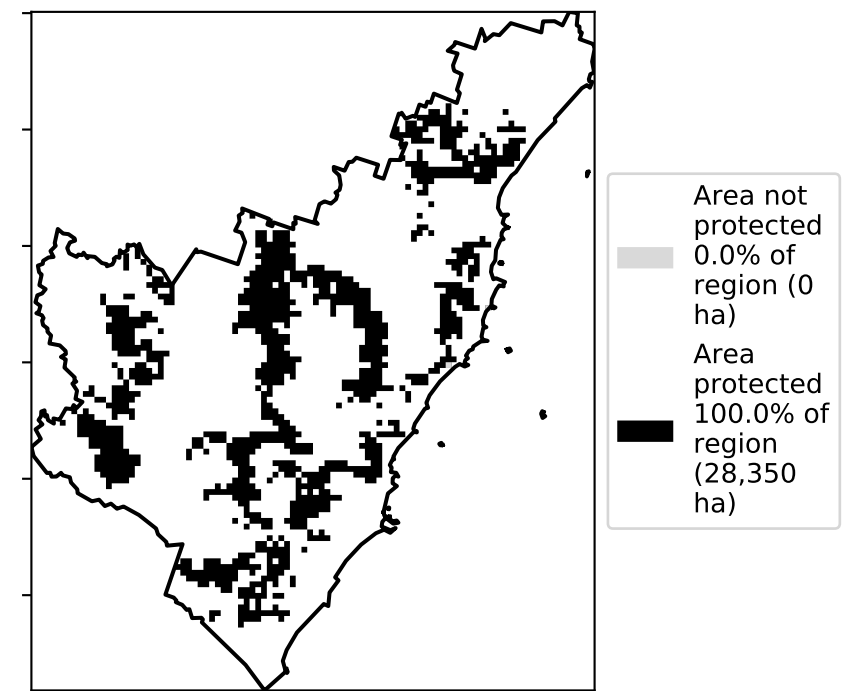 Area not
protected
0.0% of
region (0
ha)
Area
protected
100.0% of
region
(28,350
ha)